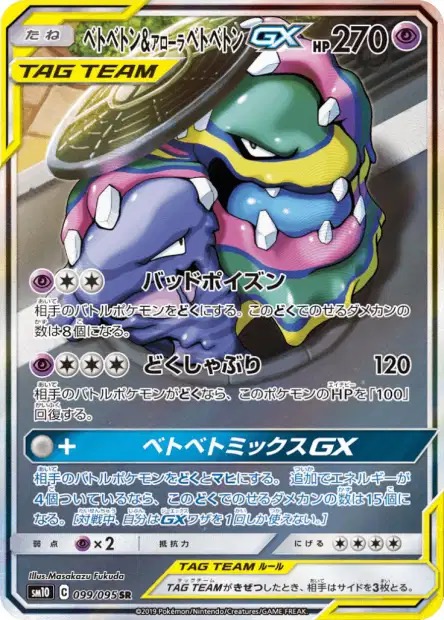 たね ベトベトン&アローラベトベトンGX HP270
TAG TEAM
バッドポイズン
相手のバトルポケモンをどくにする。このどくでのせるダメカンの
数は8個になる。
どくしゃぶり 120
相手のバトルポケモンがどくなら、このポケモンのHPを「100」
回復する。
+ ベトベトミックスGX
相手のバトルポケモンをどくとマヒにする。追加でエネルギーが
4個ついているなら、このどくでのせるダメカンの数は15個に
なる。[対戦中、自分はGXワザを1回しか使えない。]
弱点 ×2 抵抗力 にげる
Illus.Masakazu Fukuda
TAG TEAM ルール
TAG TEAMがきぜつしたとき、相手はサイドを3枚とる。
sm10 C 099/095 SR
©2019 Pokémon/Nintendo/Creatures/GAME FREAK.